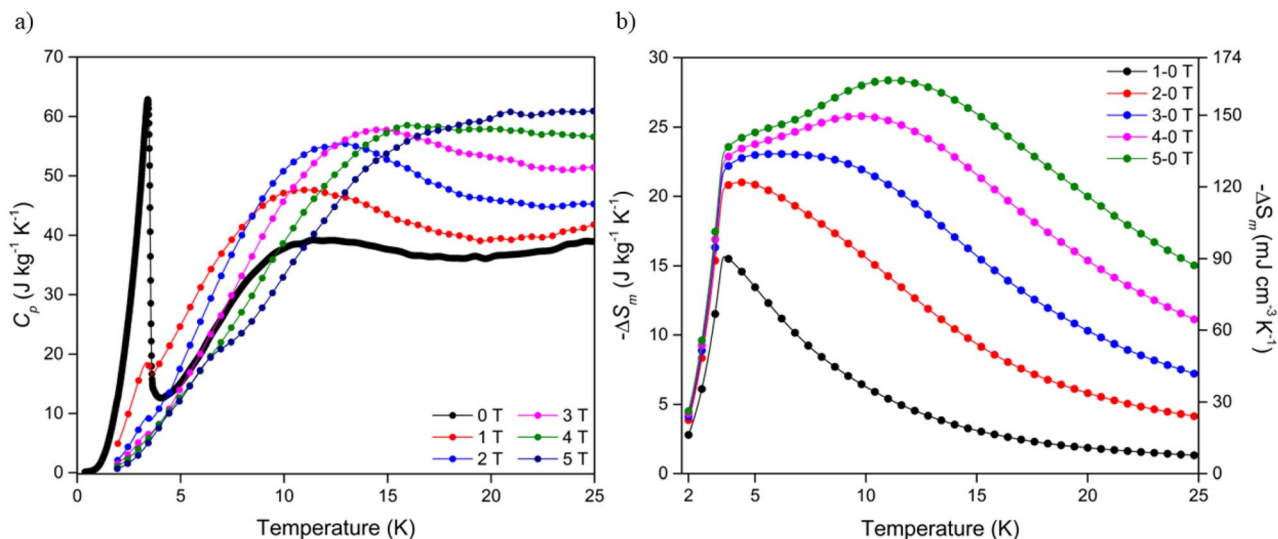 a)
70
60
50
40
30
20
10
0
C_p (J kg⁻¹ K⁻¹)
0 T 3 T
1 T 4 T
2 T 5 T
0 5 10 15 20 25
Temperature (K)
b)
30
25
20
15
10
5
0
-ΔS_m (J kg⁻¹ K⁻¹)
1-0 T
2-0 T
3-0 T
4-0 T
5-0 T
174
150
120
90
60
30
0
-ΔS_m (mJ cm⁻³ K⁻¹)
2 5 10 15 20 25
Temperature (K)